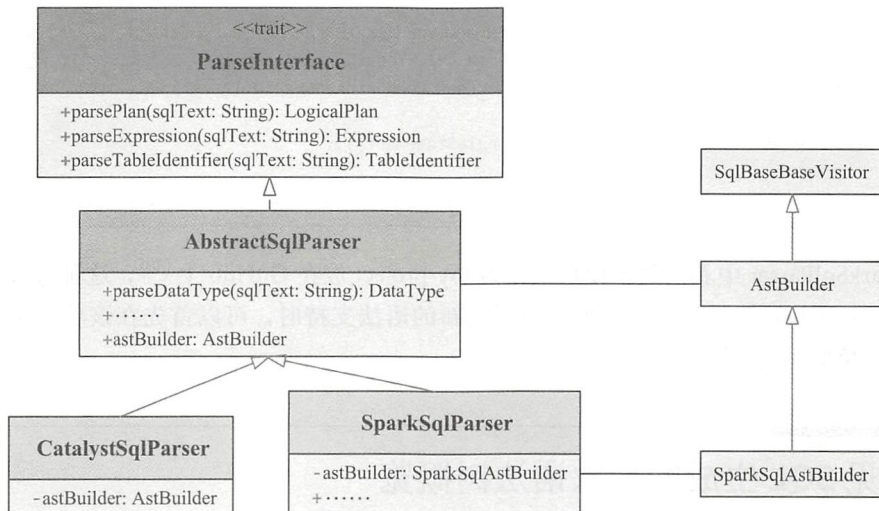 <<trait>>
ParseInterface
+parsePlan(sqlText: String): LogicalPlan
+parseExpression(sqlText: String): Expression
+parseTableIdentifier(sqlText: String): TableIdentifier
SqlBaseBaseVisitor
AbstractSqlParser
+parseDataType(sqlText: String): DataType
+······
+astBuilder: AstBuilder
AstBuilder
CatalystSqlParser
-astBuilder: AstBuilder
SparkSqlParser
-astBuilder: SparkSqlAstBuilder
+······
SparkSqlAstBuilder